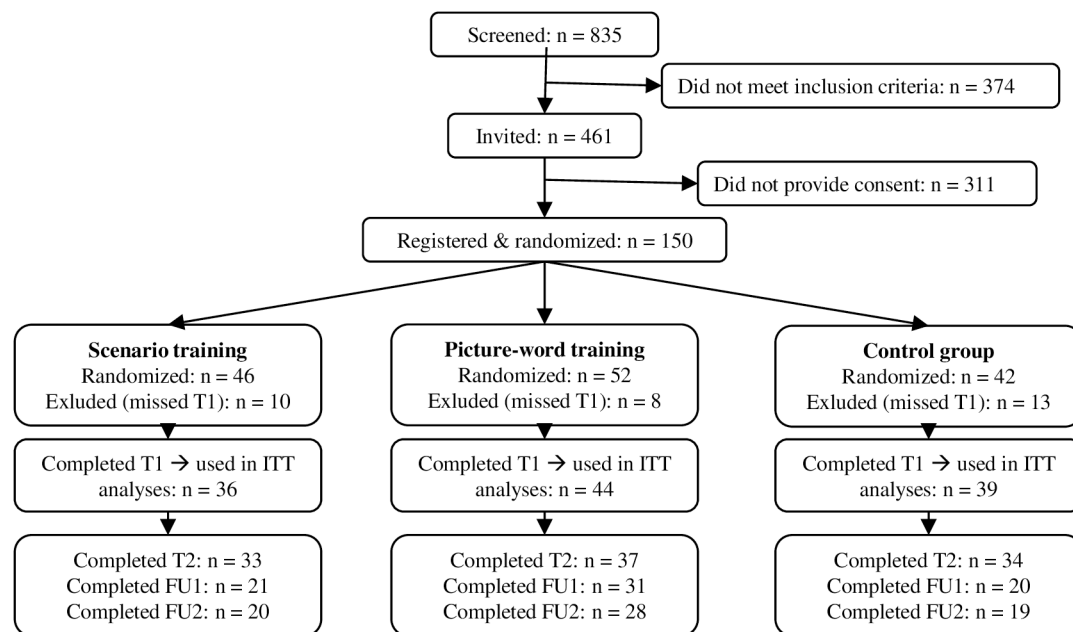 Screened: n = 835
Did not meet inclusion criteria: n = 374
Invited: n = 461
Did not provide consent: n = 311
Registered & randomized: n = 150
Scenario training
Randomized: n = 46
Exluded (missed T1): n = 10
Picture-word training
Randomized: n = 52
Exluded (missed T1): n = 8
Control group
Randomized: n = 42
Exluded (missed T1): n = 13
Completed T1 → used in ITT
analyses: n = 36
Completed T1 → used in ITT
analyses: n = 44
Completed T1 → used in ITT
analyses: n = 39
Completed T2: n = 33
Completed FU1: n = 21
Completed FU2: n = 20
Completed T2: n = 37
Completed FU1: n = 31
Completed FU2: n = 28
Completed T2: n = 34
Completed FU1: n = 20
Completed FU2: n = 19